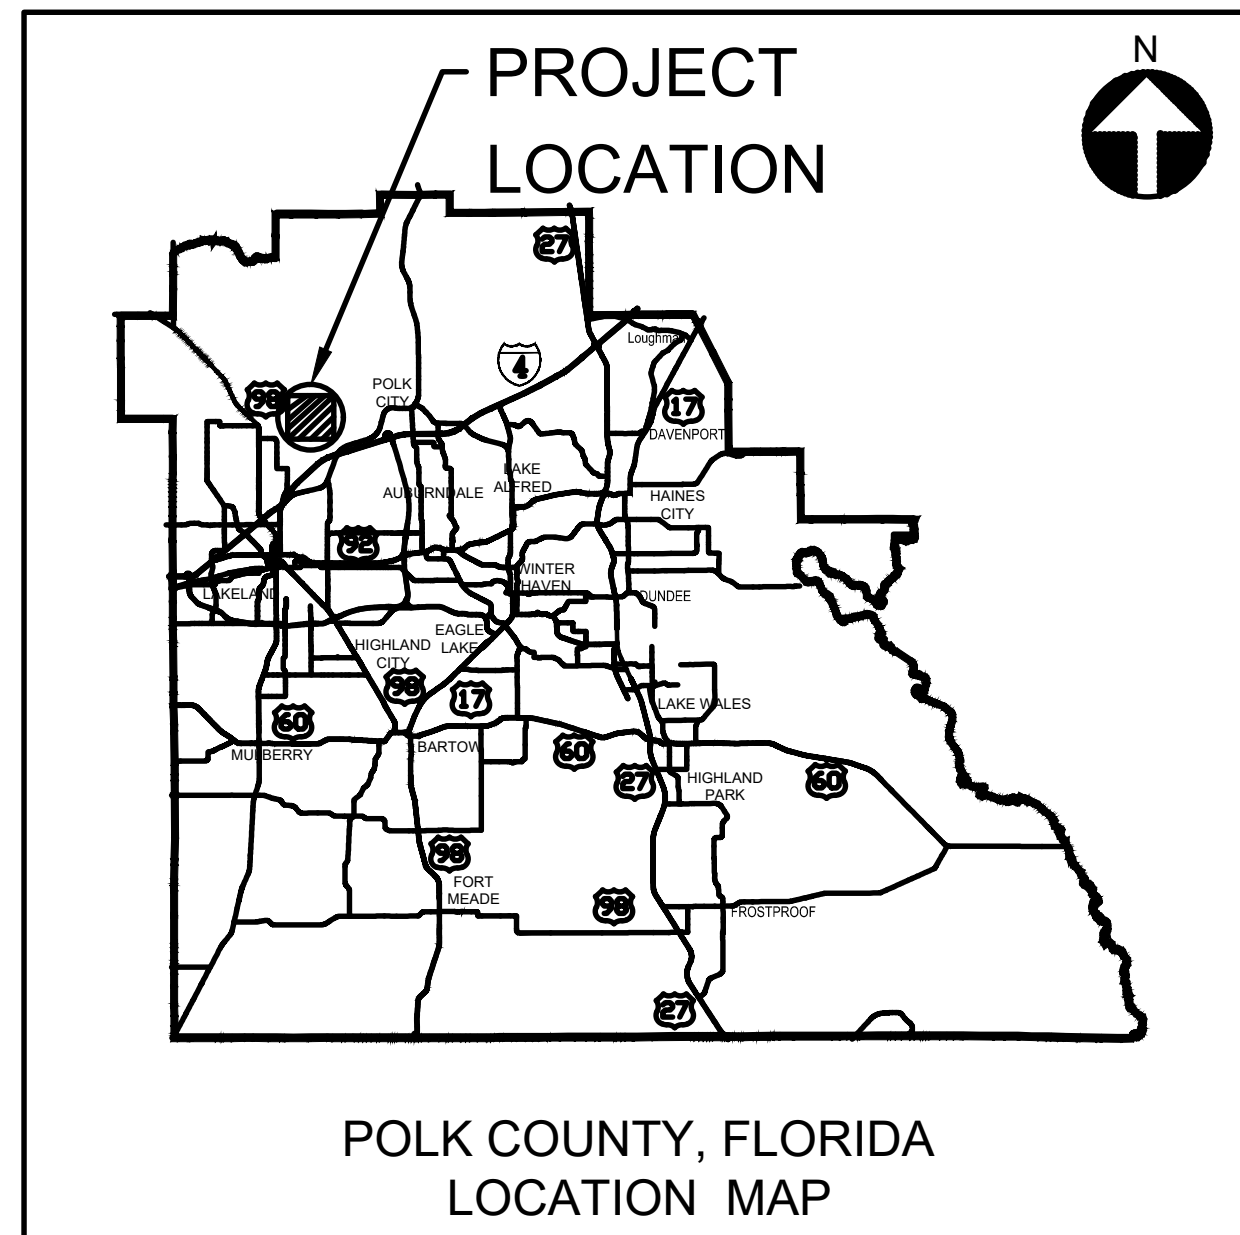 PROJECT
LOCATION
N
27
Loughman
4
98
POLK
CITY
17
DAVENPORT
LAKE
ALFRED
AUBURNDALE
HAINES
CITY
92
WINTER
HAVEN
LAKELAND
DUNDEE
EAGLE
LAKE
HIGHLAND
CITY
98
17
LAKE WALES
60
MULBERRY
BARTOW
60
27
HIGHLAND
PARK
60
98
FORT
MEADE
98
FROSTPROOF
27
POLK COUNTY, FLORIDA
LOCATION MAP